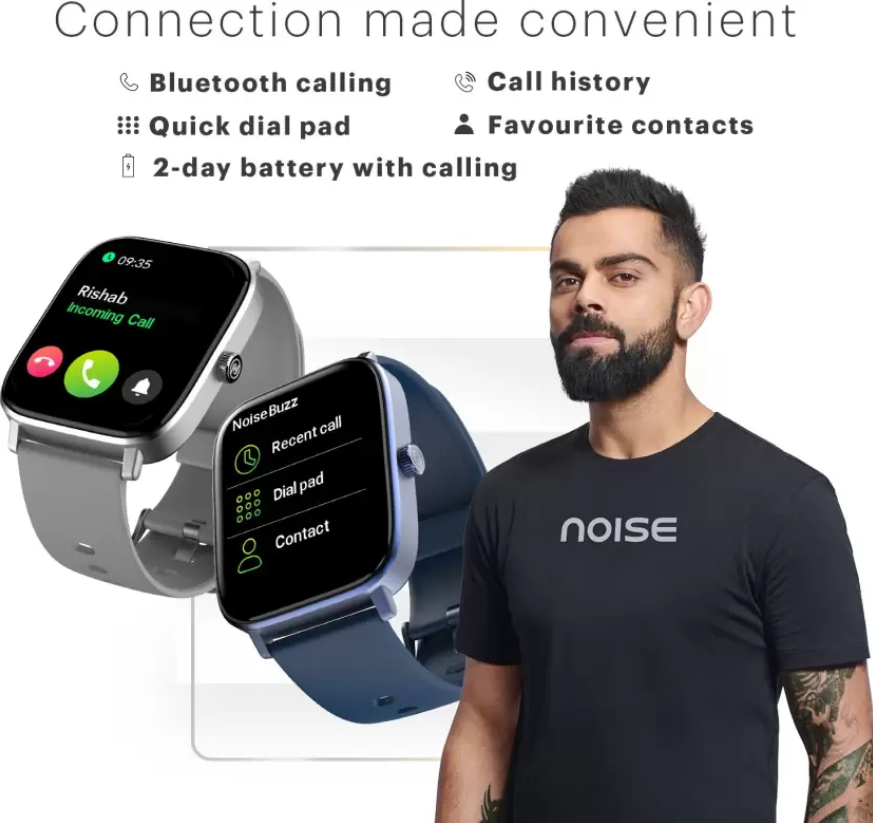 Connection made convenient
Bluetooth calling
Call history
Quick dial pad
Favourite contacts
2-day battery with calling
09:35
Rishab
Incoming Call
NoiseBuzz
Recent call
Dial pad
Contact
NOISE